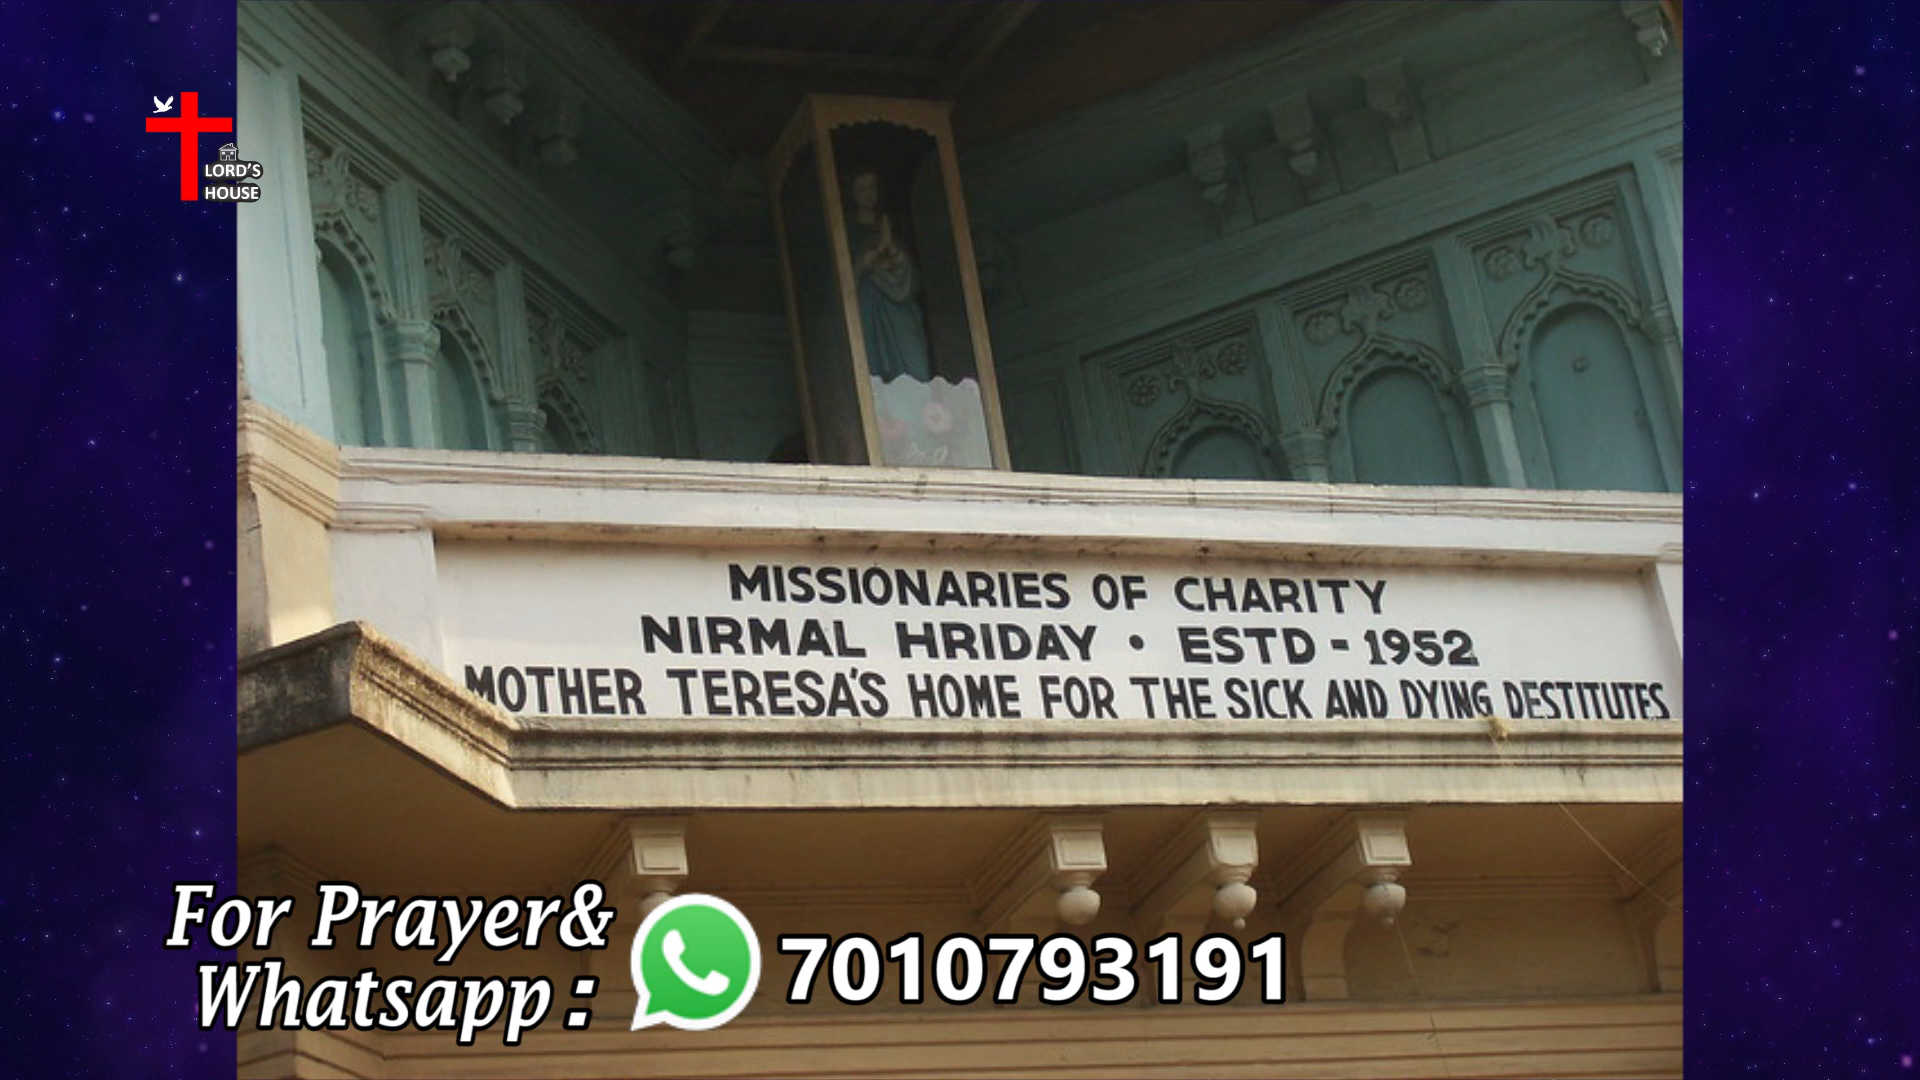 LORD'S
HOUSE
MISSIONARIES OF CHARITY
NIRMAL HRIDAY • ESTD - 1952
MOTHER TERESA'S HOME FOR THE SICK AND DYING DESTITUTES
For Prayer&
Whatsapp : 7010793191